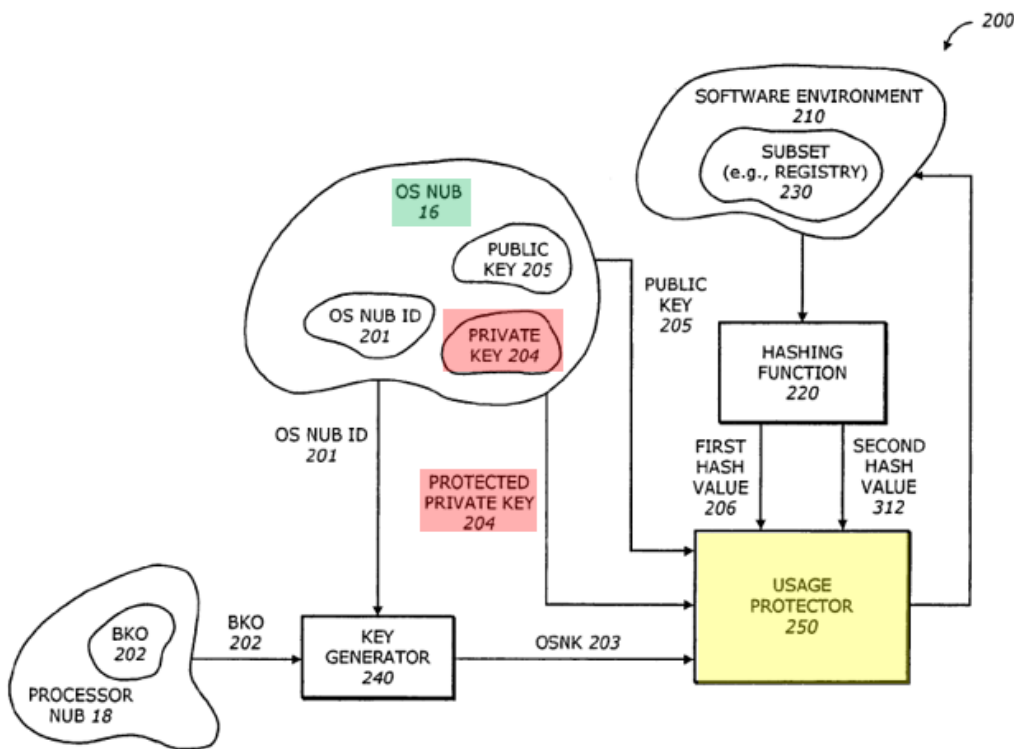 200
SOFTWARE ENVIRONMENT
210
SUBSET
(e.g., REGISTRY)
230
OS NUB
16
PUBLIC
KEY 205
OS NUB ID
201
PRIVATE
KEY 204
PUBLIC
KEY
205
HASHING
FUNCTION
220
OS NUB ID
201
PROTECTED
PRIVATE KEY
204
FIRST
HASH
VALUE
206
SECOND
HASH
VALUE
312
USAGE
PROTECTOR
250
BKO
202
PROCESSOR
NUB 18
BKO
202
KEY
GENERATOR
240
OSNK 203